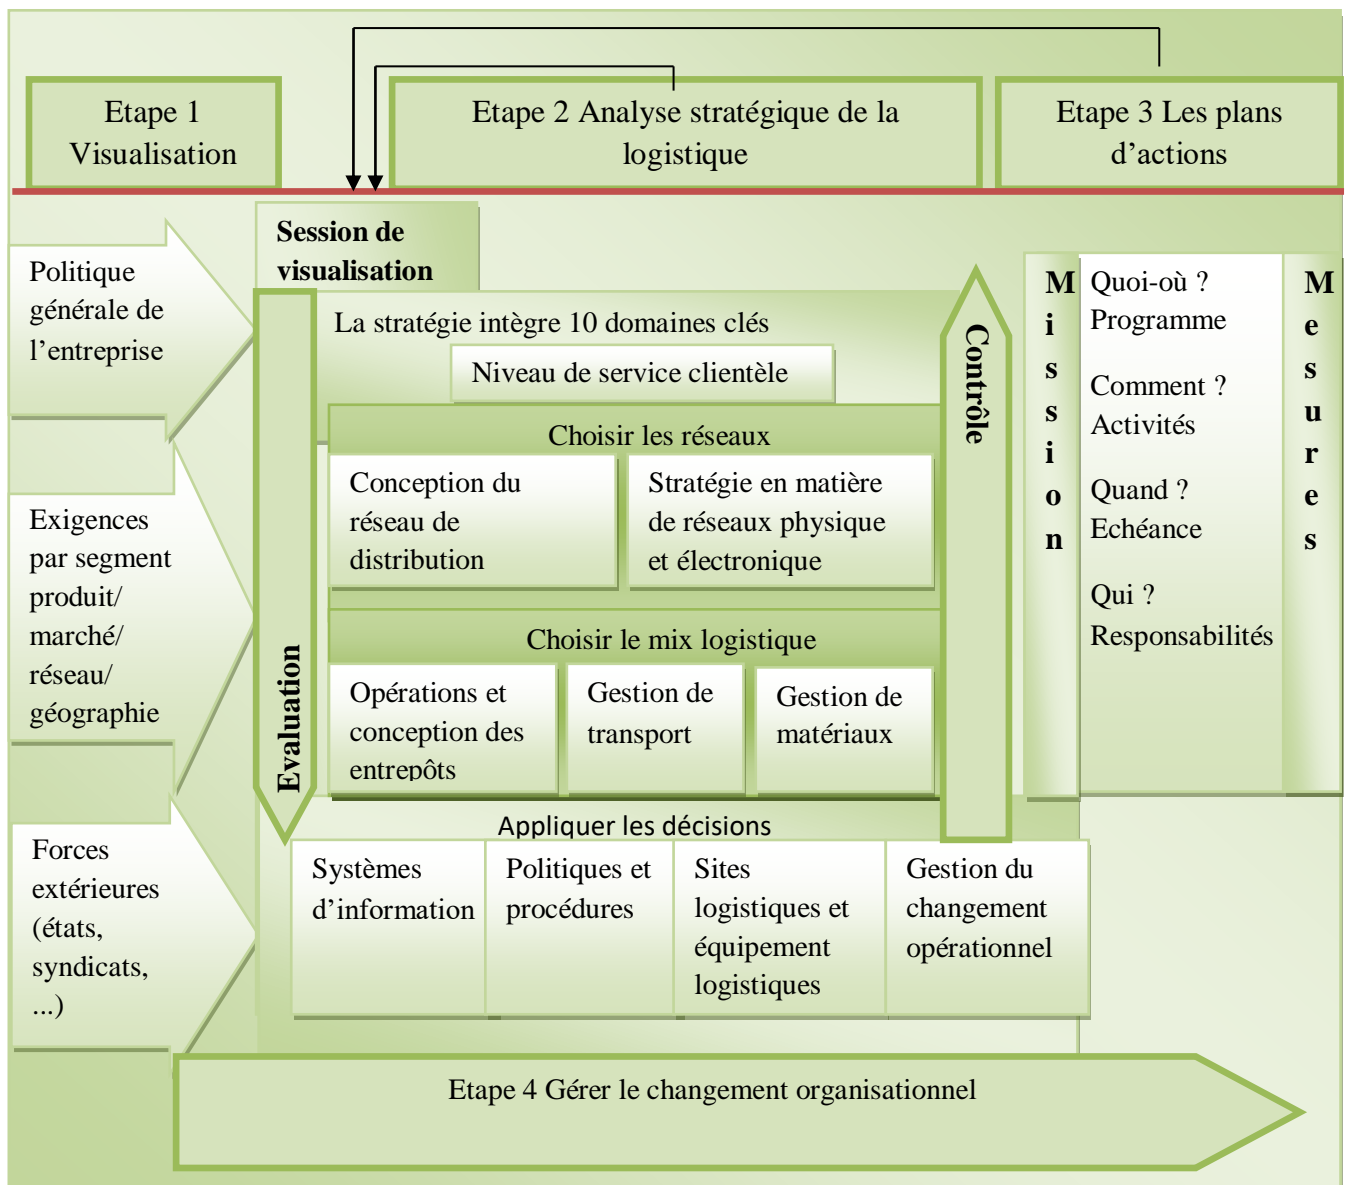 Etape 1
Visualisation
Etape 2 Analyse stratégique de la
logistique
Etape 3 Les plans
d’actions
Politique
générale de
l’entreprise
Exigences
par segment
produit/
marché/
réseau/
géographie
Forces
extérieures
(états,
syndicats,
...)
Session de
visualisation
Evaluation
La stratégie intègre 10 domaines clés
Niveau de service clientèle
Choisir les réseaux
Conception du
réseau de
distribution
Stratégie en matière
de réseaux physique
et électronique
Choisir le mix logistique
Opérations et
conception des
entrepôts
Gestion de
transport
Gestion de
matériaux
Contrôle
Appliquer les décisions
Systèmes
d’information
Politiques et
procédures
Sites
logistiques et
équipement
logistiques
Gestion du
changement
opérationnel
Mission
Quoi-où ?
Programme
Comment ?
Activités
Quand ?
Echéance
Qui ?
Responsabilités
Mesures
Etape 4 Gérer le changement organisationnel